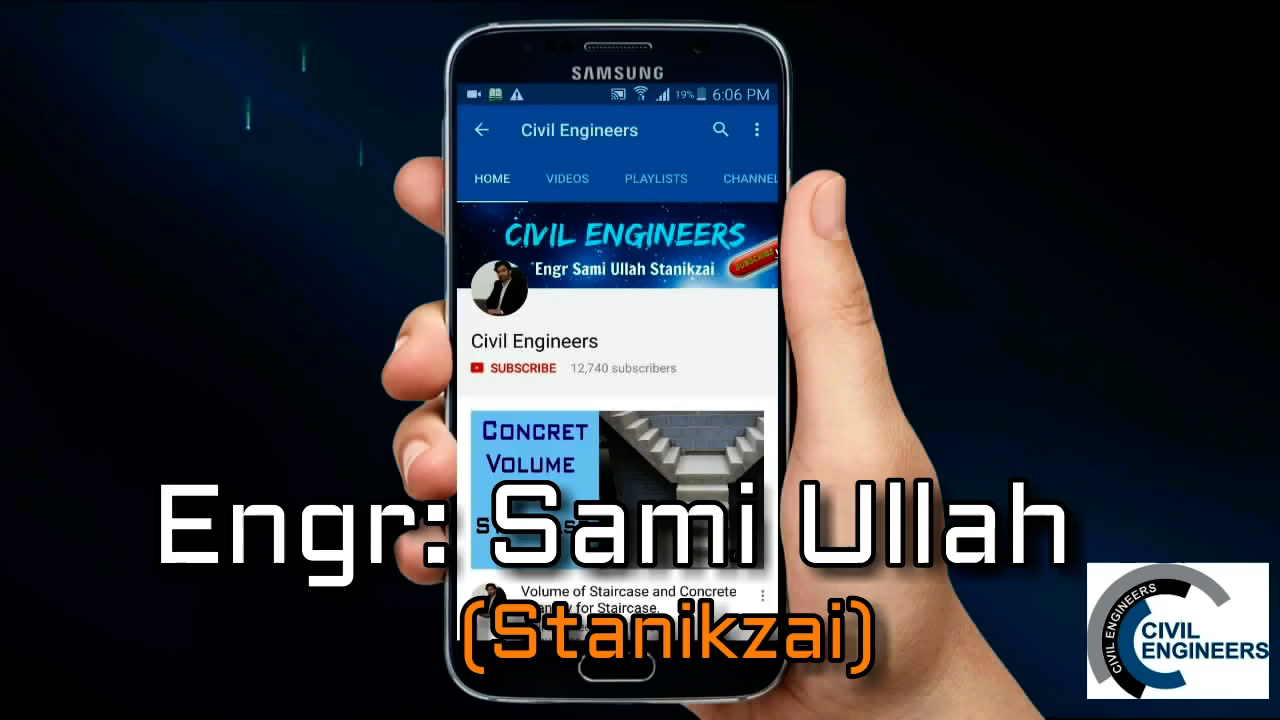 SAMSUNG
19% 6:06 PM
Civil Engineers
HOME VIDEOS PLAYLISTS CHANNEL
CIVIL ENGINEERS
SUBSCRIBE
Engr Sami Ullah Stanikzai
Civil Engineers
SUBSCRIBE 12,740 subscribers
CONCRET
VOLUME
Engr: Sami Ullah
Volume of Staircase and Concrete
for Staircase.
(Stanikzai)
CIVIL ENGINEERS
CIVIL
ENGINEERS